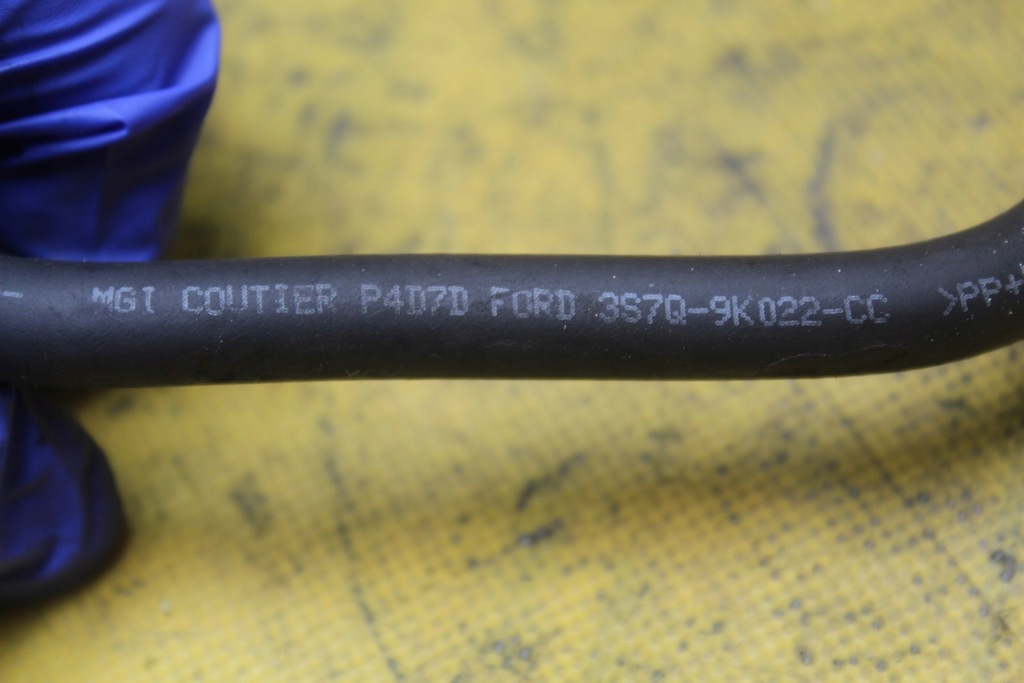 MGI COUTIER P4D7D FORD 3S7Q-9K022-CC >PP+